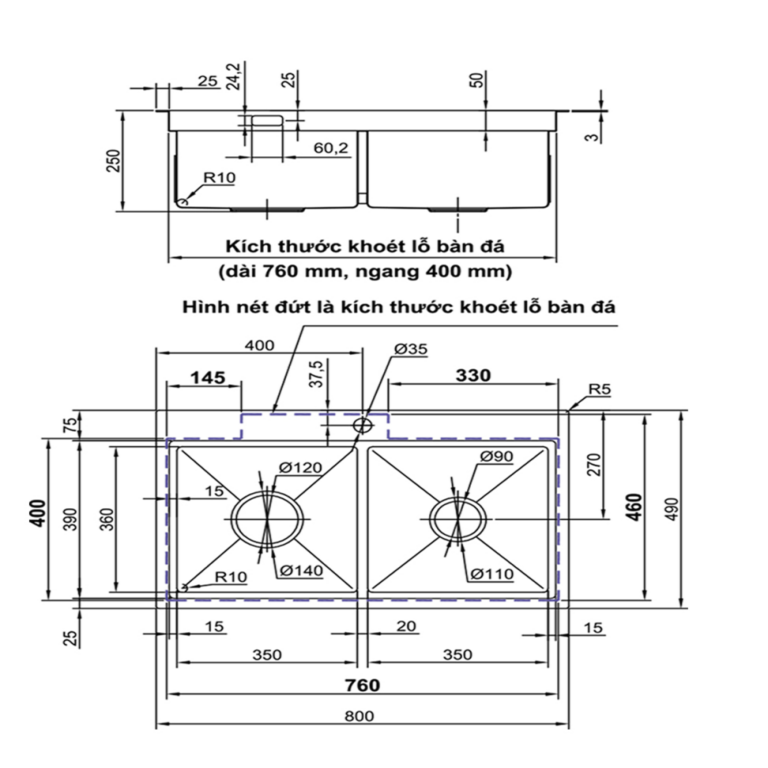 25
24,2
25
50
3
250
60,2
R10
Kích thước khoét lỗ bàn đá
(dài 760 mm, ngang 400 mm)
Hình nét đứt là kích thước khoét lỗ bàn đá
400
Ø35
145
37,5
330
R5
75
Ø120
Ø90
270
15
400
390
360
460
490
Ø140
R10
Ø110
25
15
20
15
350
350
760
800